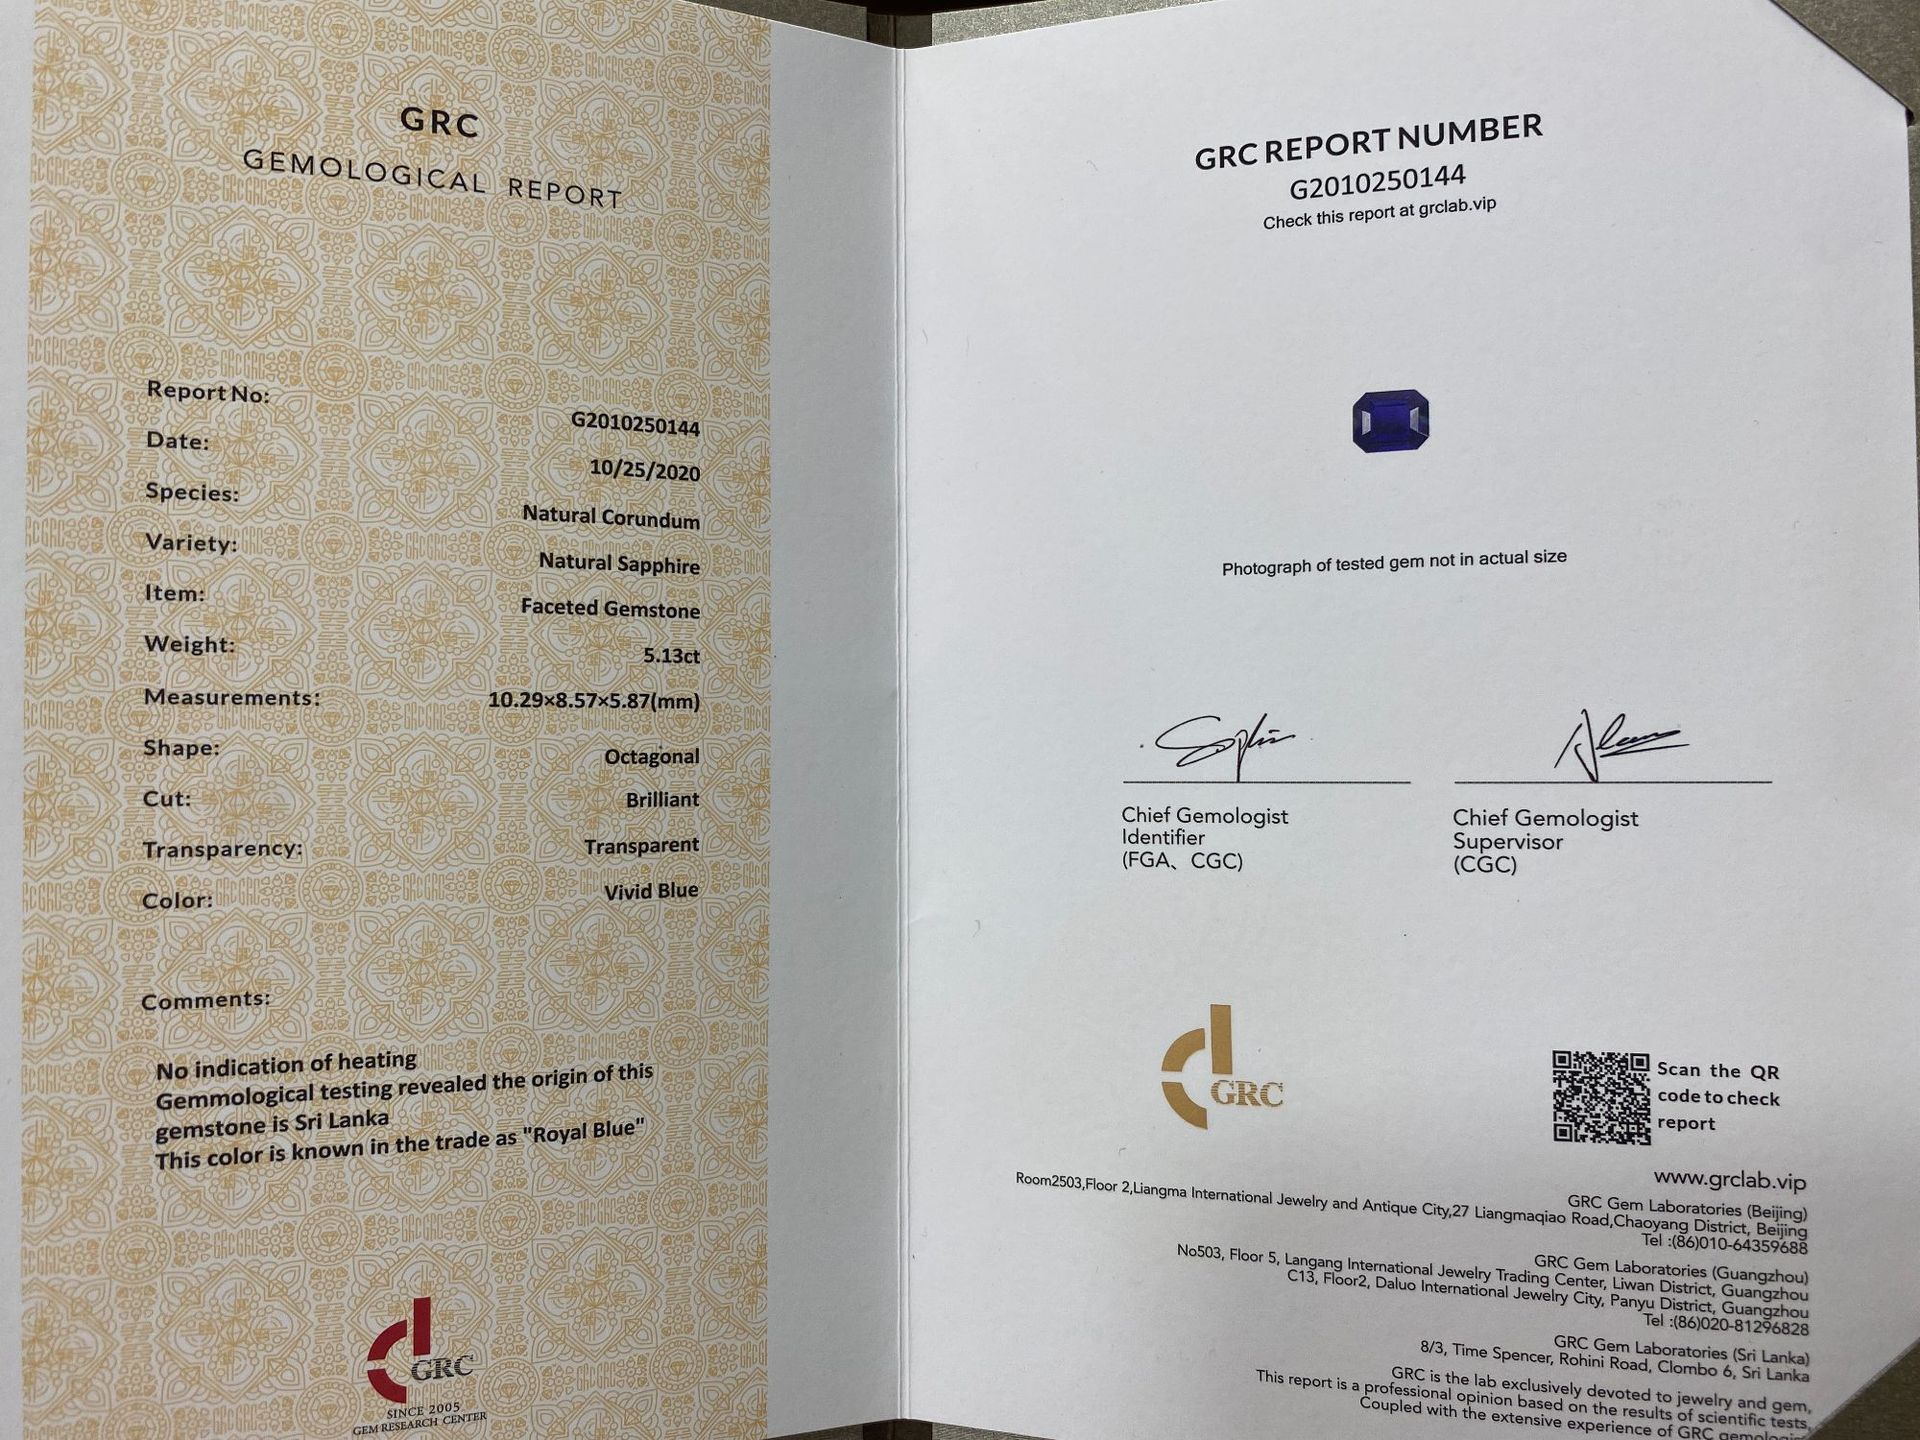 GRC
GEMOLOGICAL REPORT
Report No: G2010250144
Date: 10/25/2020
Species: Natural Corundum
Variety: Natural Sapphire
Item: Faceted Gemstone
Weight: 5.13ct
Measurements: 10.29×8.57×5.87(mm)
Shape: Octagonal
Cut: Brilliant
Transparency: Transparent
Color: Vivid Blue
Comments:
No indication of heating
Gemmological testing revealed the origin of this
gemstone is Sri Lanka
This color is known in the trade as "Royal Blue"
GRC
SINCE 2005
GEM RESEARCH CENTER
GRC REPORT NUMBER
G2010250144
Check this report at grclab.vip
Photograph of tested gem not in actual size
Chief Gemologist
Identifier
(FGA、CGC)
Chief Gemologist
Supervisor
(CGC)
GRC
Scan the QR
code to check
report
www.grclab.vip
GRC Gem Laboratories (Beijing)
Room2503,Floor 2,Liangma International Jewelry and Antique City,27 Liangmaqiao Road,Chaoyang District, Beijing
Tel :(86)010-64359688
GRC Gem Laboratories (Guangzhou)
No503, Floor 5, Langang International Jewelry Trading Center, Liwan District, Guangzhou
C13, Floor2, Daluo International Jewelry City, Panyu District, Guangzhou
Tel :(86)020-81296828
GRC Gem Laboratories (Sri Lanka)
8/3, Time Spencer, Rohini Road, Clombo 6, Sri Lanka
GRC is the lab exclusively devoted to jewelry and gem,
This report is a professional opinion based on the results of scientific tests,
Coupled with the extensive experience of GRC